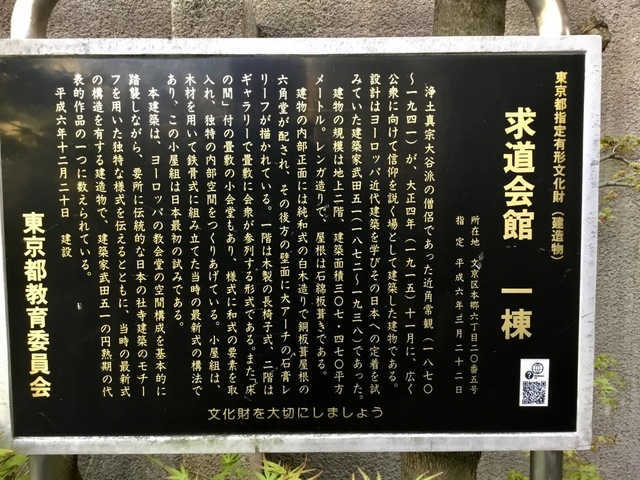 東京都指定有形文化財（建造物）
求道会館　一棟
所在地　文京区本郷六丁目二〇番五号
指定　平成六年三月二十二日
浄土真宗大谷派の僧侶であった近角常観（一八七〇
～一九四一）が、大正四年（一九一五）十一月に、広く
公衆に向けて信仰を説く場として建築した建物である。
設計はヨーロッパ近代建築を学びその日本への定着を試
みていた建築家武田五一（一八七二～一九三八）であった。
建物の規模は地上二階、建築面積三〇七・四七〇平方
メートル。レンガ造りで、屋根は石綿板葺きである。
建物の内部正面には純和式の白木造りで銅板葺屋根の
六角堂が配され、その後方の壁面に大アーチの石膏レ
リーフが描かれている。一階は木製の長椅子式、二階は
ギャラリーで畳敷に会衆が参列する形式である。また「床
の間」付の畳敷の小会堂もあり、様式に和式の要素を取
入れ、独特の内部空間をつくりあげている。小屋組は、
木材を用いて鉄骨式に組み立てた当時の最新式の構法で
あり、この小屋組は日本最初の試みである。
本建築は、ヨーロッパの教会堂の空間構成を基本的に
踏襲しながら、要所に伝統的な日本の社寺建築のモチー
フを用いた独特な様式を伝えるとともに、当時の最新式
の構造を有する建造物で、建築家武田五一の円熟期の代
表的作品の一つに数えられている。
平成六年十二月二十日　建設
東京都教育委員会
文化財を大切にしましょう